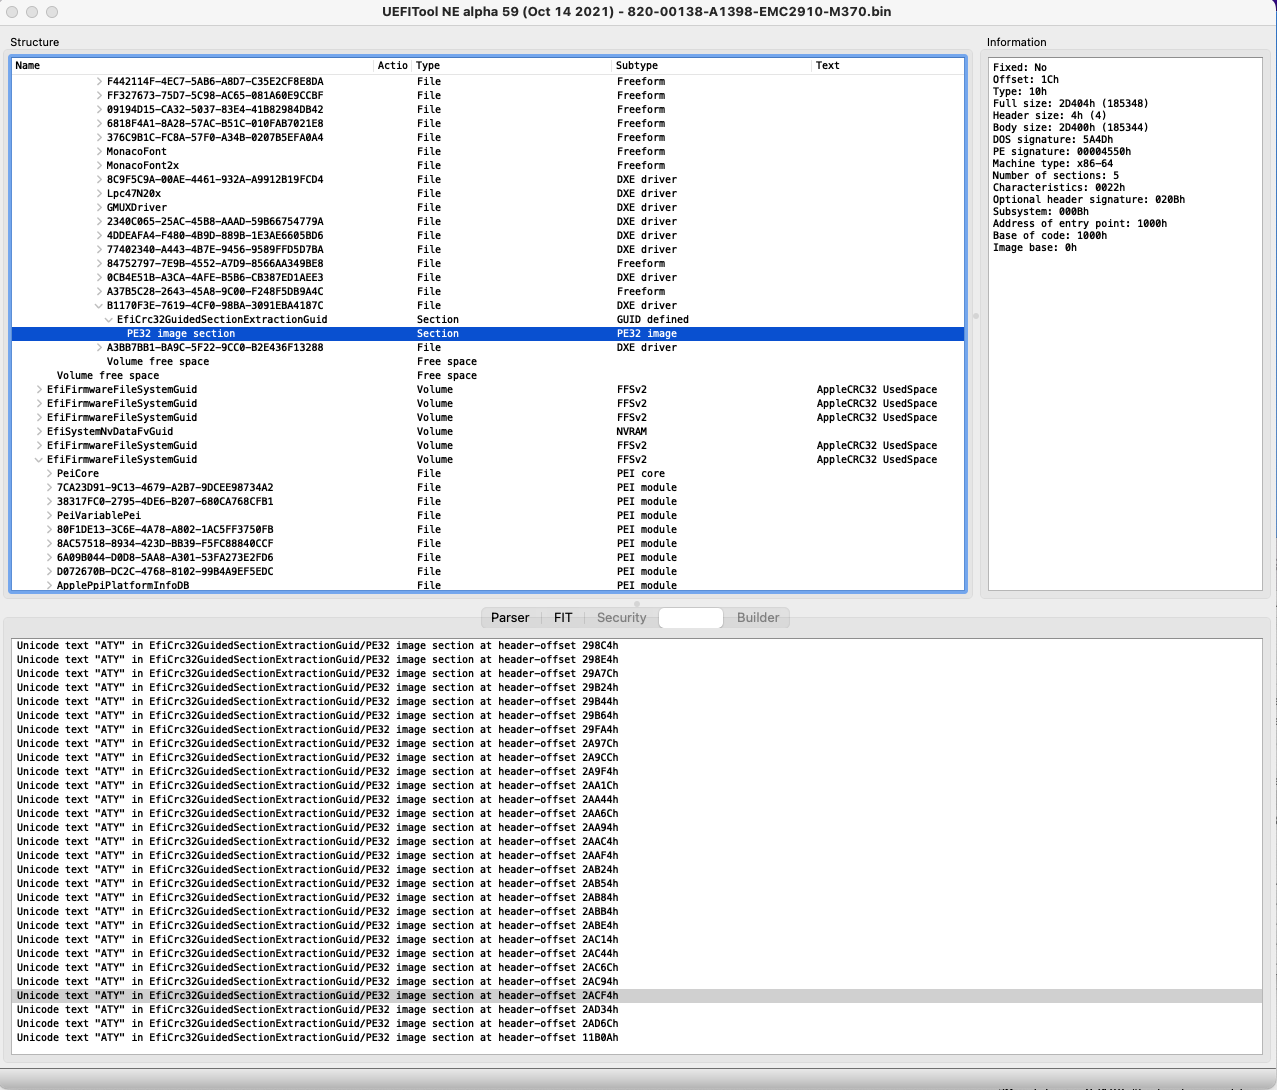 UEFITool NE alpha 59 (Oct 14 2021) - 820-00138-A1398-EMC2910-M370.bin
Structure
Name Actio Type Subtype Text
F442114F-4EC7-5AB6-A8D7-C35E2CF8E8DA File Freeform
FF327673-75D7-5C98-AC65-081A60E9CCBF File Freeform
09194D15-CA32-5037-83E4-41B82984DB42 File Freeform
6818F4A1-8A28-57AC-B51C-010FAB7021E8 File Freeform
376C9B1C-FC8A-57F0-A34B-0207B5EFA0A4 File Freeform
MonacoFont File Freeform
MonacoFont2x File Freeform
8C9F5C9A-00AE-4461-932A-A9912B19FCD4 File DXE driver
Lpc47N20x File DXE driver
GMUXDriver File DXE driver
2340C065-25AC-45B8-AAAD-59B66754779A File DXE driver
4DDEAFA4-F480-4B9D-889B-1E3AE6605BD6 File DXE driver
77402340-A443-4B7E-9456-9589FFD5D7BA File DXE driver
84752797-7E9B-4552-A7D9-8566AA349BE8 File Freeform
0CB4E51B-A3CA-4AFE-B5B6-CB387ED1AEE3 File DXE driver
A37B5C28-2643-45A8-9C00-F248F5DB9A4C File Freeform
B1170F3E-7619-4CF0-98BA-3091EBA4187C File DXE driver
EfiCrc32GuidedSectionExtractionGuid Section GUID defined
PE32 image section Section PE32 image
A3BB7BB1-BA9C-5F22-9CC0-B2E436F13288 File DXE driver
Volume free space Free space
Volume free space Free space
EfiFirmwareFileSystemGuid Volume FFSv2 AppleCRC32 UsedSpace
EfiFirmwareFileSystemGuid Volume FFSv2 AppleCRC32 UsedSpace
EfiFirmwareFileSystemGuid Volume FFSv2 AppleCRC32 UsedSpace
EfiSystemNvDataFvGuid Volume NVRAM
EfiFirmwareFileSystemGuid Volume FFSv2 AppleCRC32 UsedSpace
EfiFirmwareFileSystemGuid Volume FFSv2 AppleCRC32 UsedSpace
PeiCore File PEI core
7CA23D91-9C13-4679-A2B7-9DCEE98734A2 File PEI module
38317FC0-2795-4DE6-B207-680CA768CFB1 File PEI module
PeiVariablePei File PEI module
80F1DE13-3C6E-4A78-A802-1AC5FF3750FB File PEI module
8AC57518-8934-423D-BB39-F5FC88840CCF File PEI module
6A09B044-D0D8-5AA8-A301-53FA273E2FD6 File PEI module
D072670B-DC2C-4768-8102-99B4A9EF5EDC File PEI module
ApplePpiPlatformInfoDB File PEI module
Information
Fixed: No
Offset: 1Ch
Type: 10h
Full size: 2D404h (185348)
Header size: 4h (4)
Body size: 2D400h (185344)
DOS signature: 5A4Dh
PE signature: 00004550h
Machine type: x86-64
Number of sections: 5
Characteristics: 0022h
Optional header signature: 020Bh
Subsystem: 000Bh
Address of entry point: 1000h
Base of code: 1000h
Image base: 0h
Parser FIT Security Builder
Unicode text "ATY" in EfiCrc32GuidedSectionExtractionGuid/PE32 image section at header-offset 298C4h
Unicode text "ATY" in EfiCrc32GuidedSectionExtractionGuid/PE32 image section at header-offset 298E4h
Unicode text "ATY" in EfiCrc32GuidedSectionExtractionGuid/PE32 image section at header-offset 29A7Ch
Unicode text "ATY" in EfiCrc32GuidedSectionExtractionGuid/PE32 image section at header-offset 29B24h
Unicode text "ATY" in EfiCrc32GuidedSectionExtractionGuid/PE32 image section at header-offset 29B44h
Unicode text "ATY" in EfiCrc32GuidedSectionExtractionGuid/PE32 image section at header-offset 29B64h
Unicode text "ATY" in EfiCrc32GuidedSectionExtractionGuid/PE32 image section at header-offset 29FA4h
Unicode text "ATY" in EfiCrc32GuidedSectionExtractionGuid/PE32 image section at header-offset 2A97Ch
Unicode text "ATY" in EfiCrc32GuidedSectionExtractionGuid/PE32 image section at header-offset 2A9CCh
Unicode text "ATY" in EfiCrc32GuidedSectionExtractionGuid/PE32 image section at header-offset 2A9F4h
Unicode text "ATY" in EfiCrc32GuidedSectionExtractionGuid/PE32 image section at header-offset 2AA1Ch
Unicode text "ATY" in EfiCrc32GuidedSectionExtractionGuid/PE32 image section at header-offset 2AA44h
Unicode text "ATY" in EfiCrc32GuidedSectionExtractionGuid/PE32 image section at header-offset 2AA6Ch
Unicode text "ATY" in EfiCrc32GuidedSectionExtractionGuid/PE32 image section at header-offset 2AA94h
Unicode text "ATY" in EfiCrc32GuidedSectionExtractionGuid/PE32 image section at header-offset 2AAC4h
Unicode text "ATY" in EfiCrc32GuidedSectionExtractionGuid/PE32 image section at header-offset 2AAF4h
Unicode text "ATY" in EfiCrc32GuidedSectionExtractionGuid/PE32 image section at header-offset 2AB24h
Unicode text "ATY" in EfiCrc32GuidedSectionExtractionGuid/PE32 image section at header-offset 2AB54h
Unicode text "ATY" in EfiCrc32GuidedSectionExtractionGuid/PE32 image section at header-offset 2AB84h
Unicode text "ATY" in EfiCrc32GuidedSectionExtractionGuid/PE32 image section at header-offset 2ABB4h
Unicode text "ATY" in EfiCrc32GuidedSectionExtractionGuid/PE32 image section at header-offset 2ABE4h
Unicode text "ATY" in EfiCrc32GuidedSectionExtractionGuid/PE32 image section at header-offset 2AC14h
Unicode text "ATY" in EfiCrc32GuidedSectionExtractionGuid/PE32 image section at header-offset 2AC44h
Unicode text "ATY" in EfiCrc32GuidedSectionExtractionGuid/PE32 image section at header-offset 2AC6Ch
Unicode text "ATY" in EfiCrc32GuidedSectionExtractionGuid/PE32 image section at header-offset 2AC94h
Unicode text "ATY" in EfiCrc32GuidedSectionExtractionGuid/PE32 image section at header-offset 2ACF4h
Unicode text "ATY" in EfiCrc32GuidedSectionExtractionGuid/PE32 image section at header-offset 2AD34h
Unicode text "ATY" in EfiCrc32GuidedSectionExtractionGuid/PE32 image section at header-offset 2AD6Ch
Unicode text "ATY" in EfiCrc32GuidedSectionExtractionGuid/PE32 image section at header-offset 11B0Ah